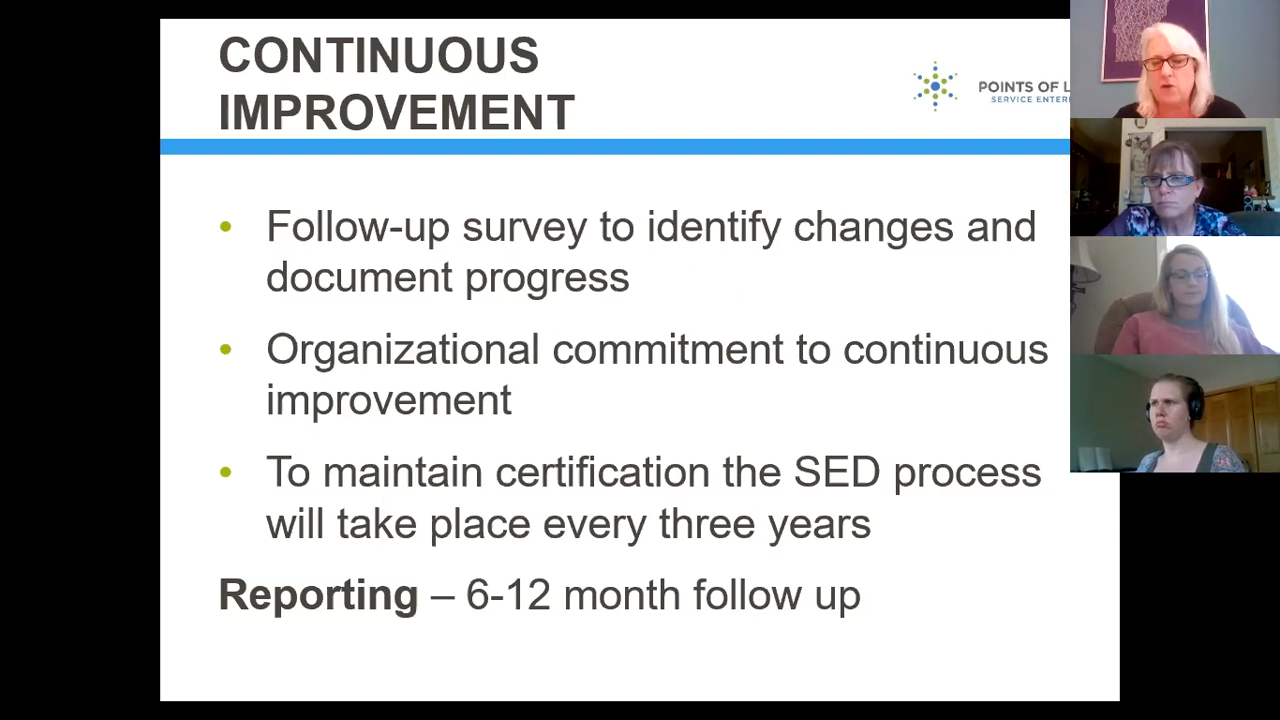 CONTINUOUS
IMPROVEMENT
POINTS OF
SERVICE
• Follow-up survey to identify changes and
document progress
• Organizational commitment to continuous
improvement
• To maintain certification the SED process
will take place every three years
Reporting – 6-12 month follow up